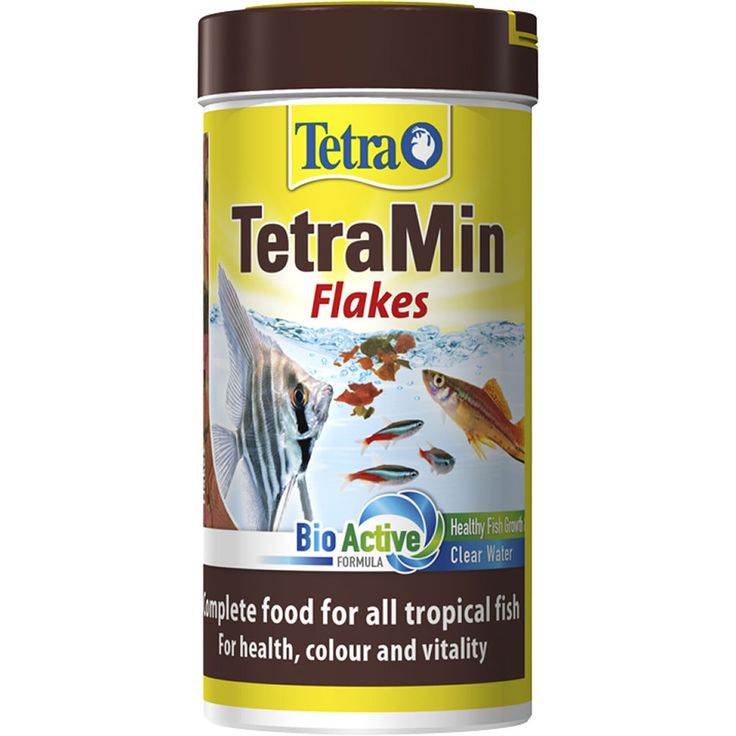 Tetra
TetraMin
Flakes
Bio Active
FORMULA
Healthy Fish Growth
Clear Water
Complete food for all tropical fish
For health, colour and vitality